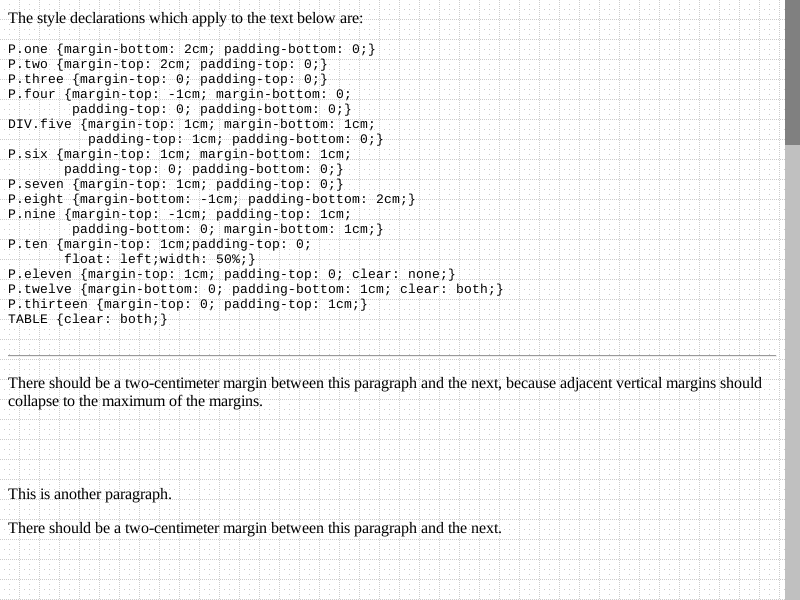 The style declarations which apply to the text below are:
P.one {margin-bottom: 2cm; padding-bottom: 0;}
P.two {margin-top: 2cm; padding-top: 0;}
P.three {margin-top: 0; padding-top: 0;}
P.four {margin-top: -1cm; margin-bottom: 0;
        padding-top: 0; padding-bottom: 0;}
DIV.five {margin-top: 1cm; margin-bottom: 1cm;
          padding-top: 1cm; padding-bottom: 0;}
P.six {margin-top: 1cm; margin-bottom: 1cm;
       padding-top: 0; padding-bottom: 0;}
P.seven {margin-top: 1cm; padding-top: 0;}
P.eight {margin-bottom: -1cm; padding-bottom: 2cm;}
P.nine {margin-top: -1cm; padding-top: 1cm;
        padding-bottom: 0; margin-bottom: 1cm;}
P.ten {margin-top: 1cm;padding-top: 0;
       float: left;width: 50%;}
P.eleven {margin-top: 1cm; padding-top: 0; clear: none;}
P.twelve {margin-bottom: 0; padding-bottom: 1cm; clear: both;}
P.thirteen {margin-top: 0; padding-top: 1cm;}
TABLE {clear: both;}
There should be a two-centimeter margin between this paragraph and the next, because adjacent vertical margins should
collapse to the maximum of the margins.
This is another paragraph.
There should be a two-centimeter margin between this paragraph and the next.